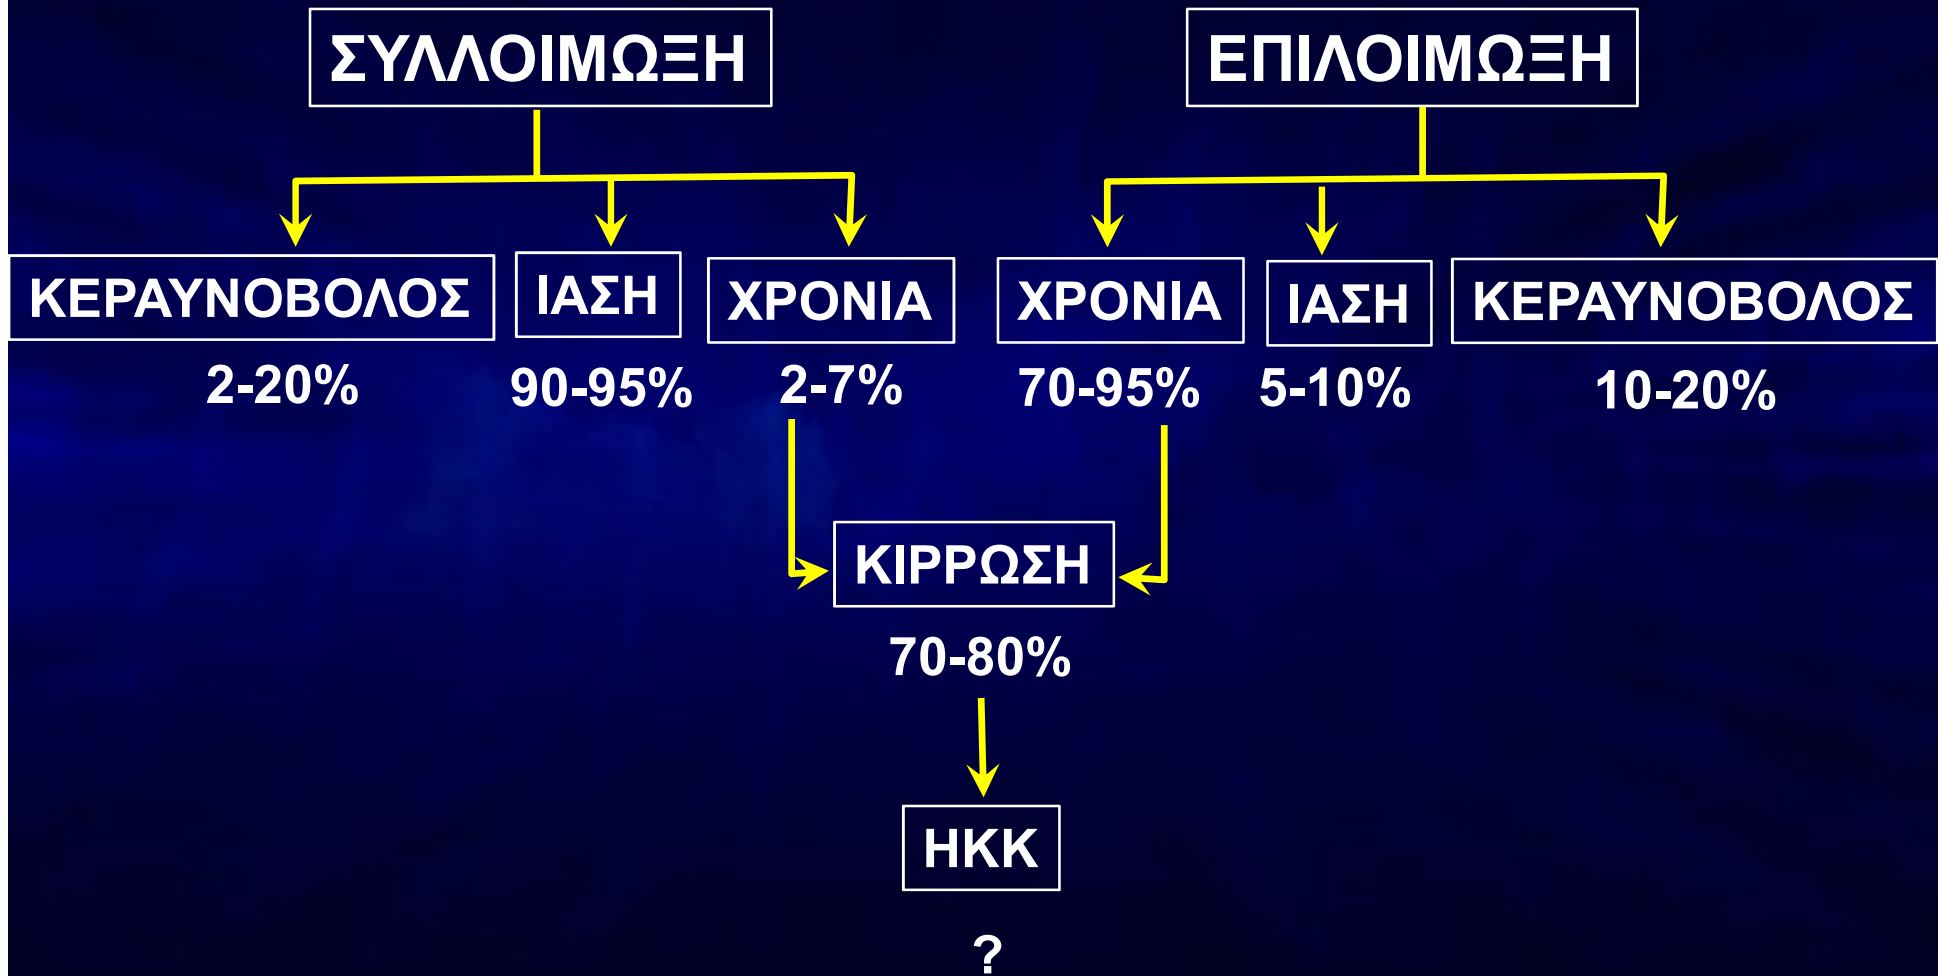 ΣΥΛΛΟΙΜΩΞΗ
ΕΠΙΛΟΙΜΩΞΗ
ΚΕΡΑΥΝΟΒΟΛΟΣ
ΙΑΣΗ
ΧΡΟΝΙΑ
ΧΡΟΝΙΑ
ΙΑΣΗ
ΚΕΡΑΥΝΟΒΟΛΟΣ
2-20%
90-95%
2-7%
70-95%
5-10%
10-20%
ΚΙΡΡΩΣΗ
70-80%
ΗΚΚ
?